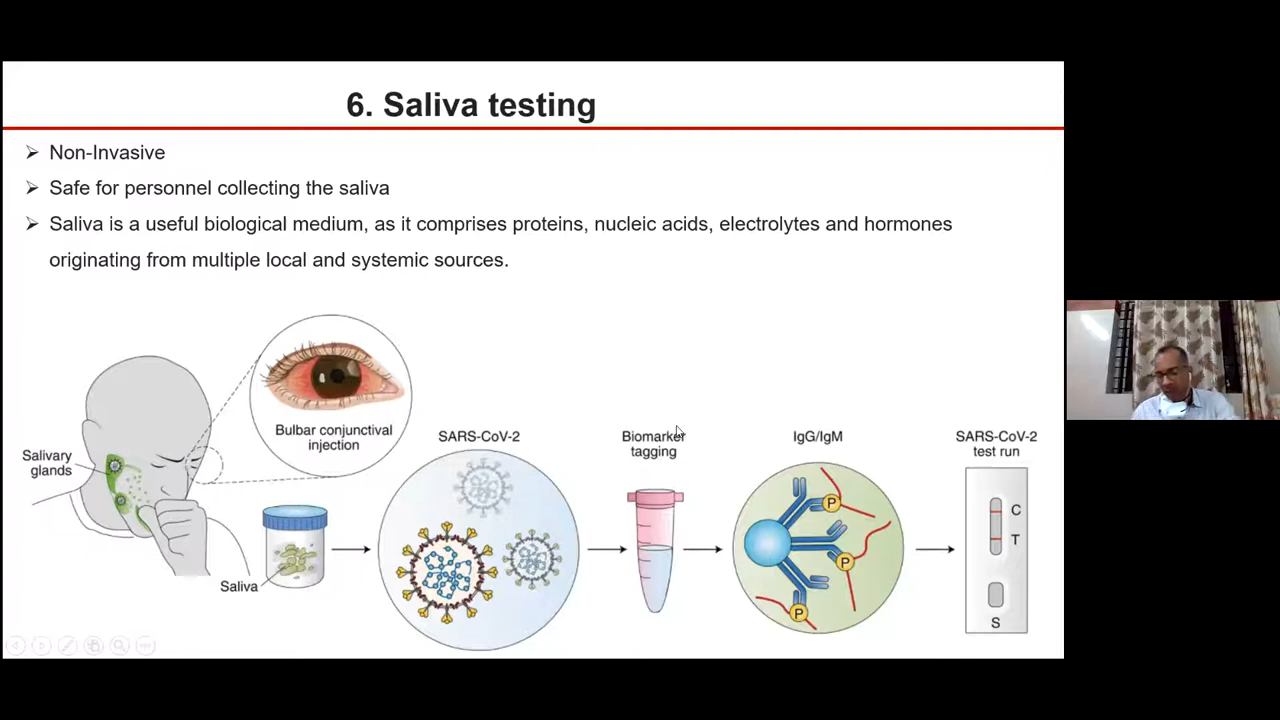 6. Saliva testing
Non-Invasive
Safe for personnel collecting the saliva
Saliva is a useful biological medium, as it comprises proteins, nucleic acids, electrolytes and hormones
originating from multiple local and systemic sources.
Bulbar conjunctival
injection
Salivary
glands
Saliva
SARS-CoV-2
Biomarker
tagging
IgG/IgM
P
P
P
SARS-CoV-2
test run
C
T
S